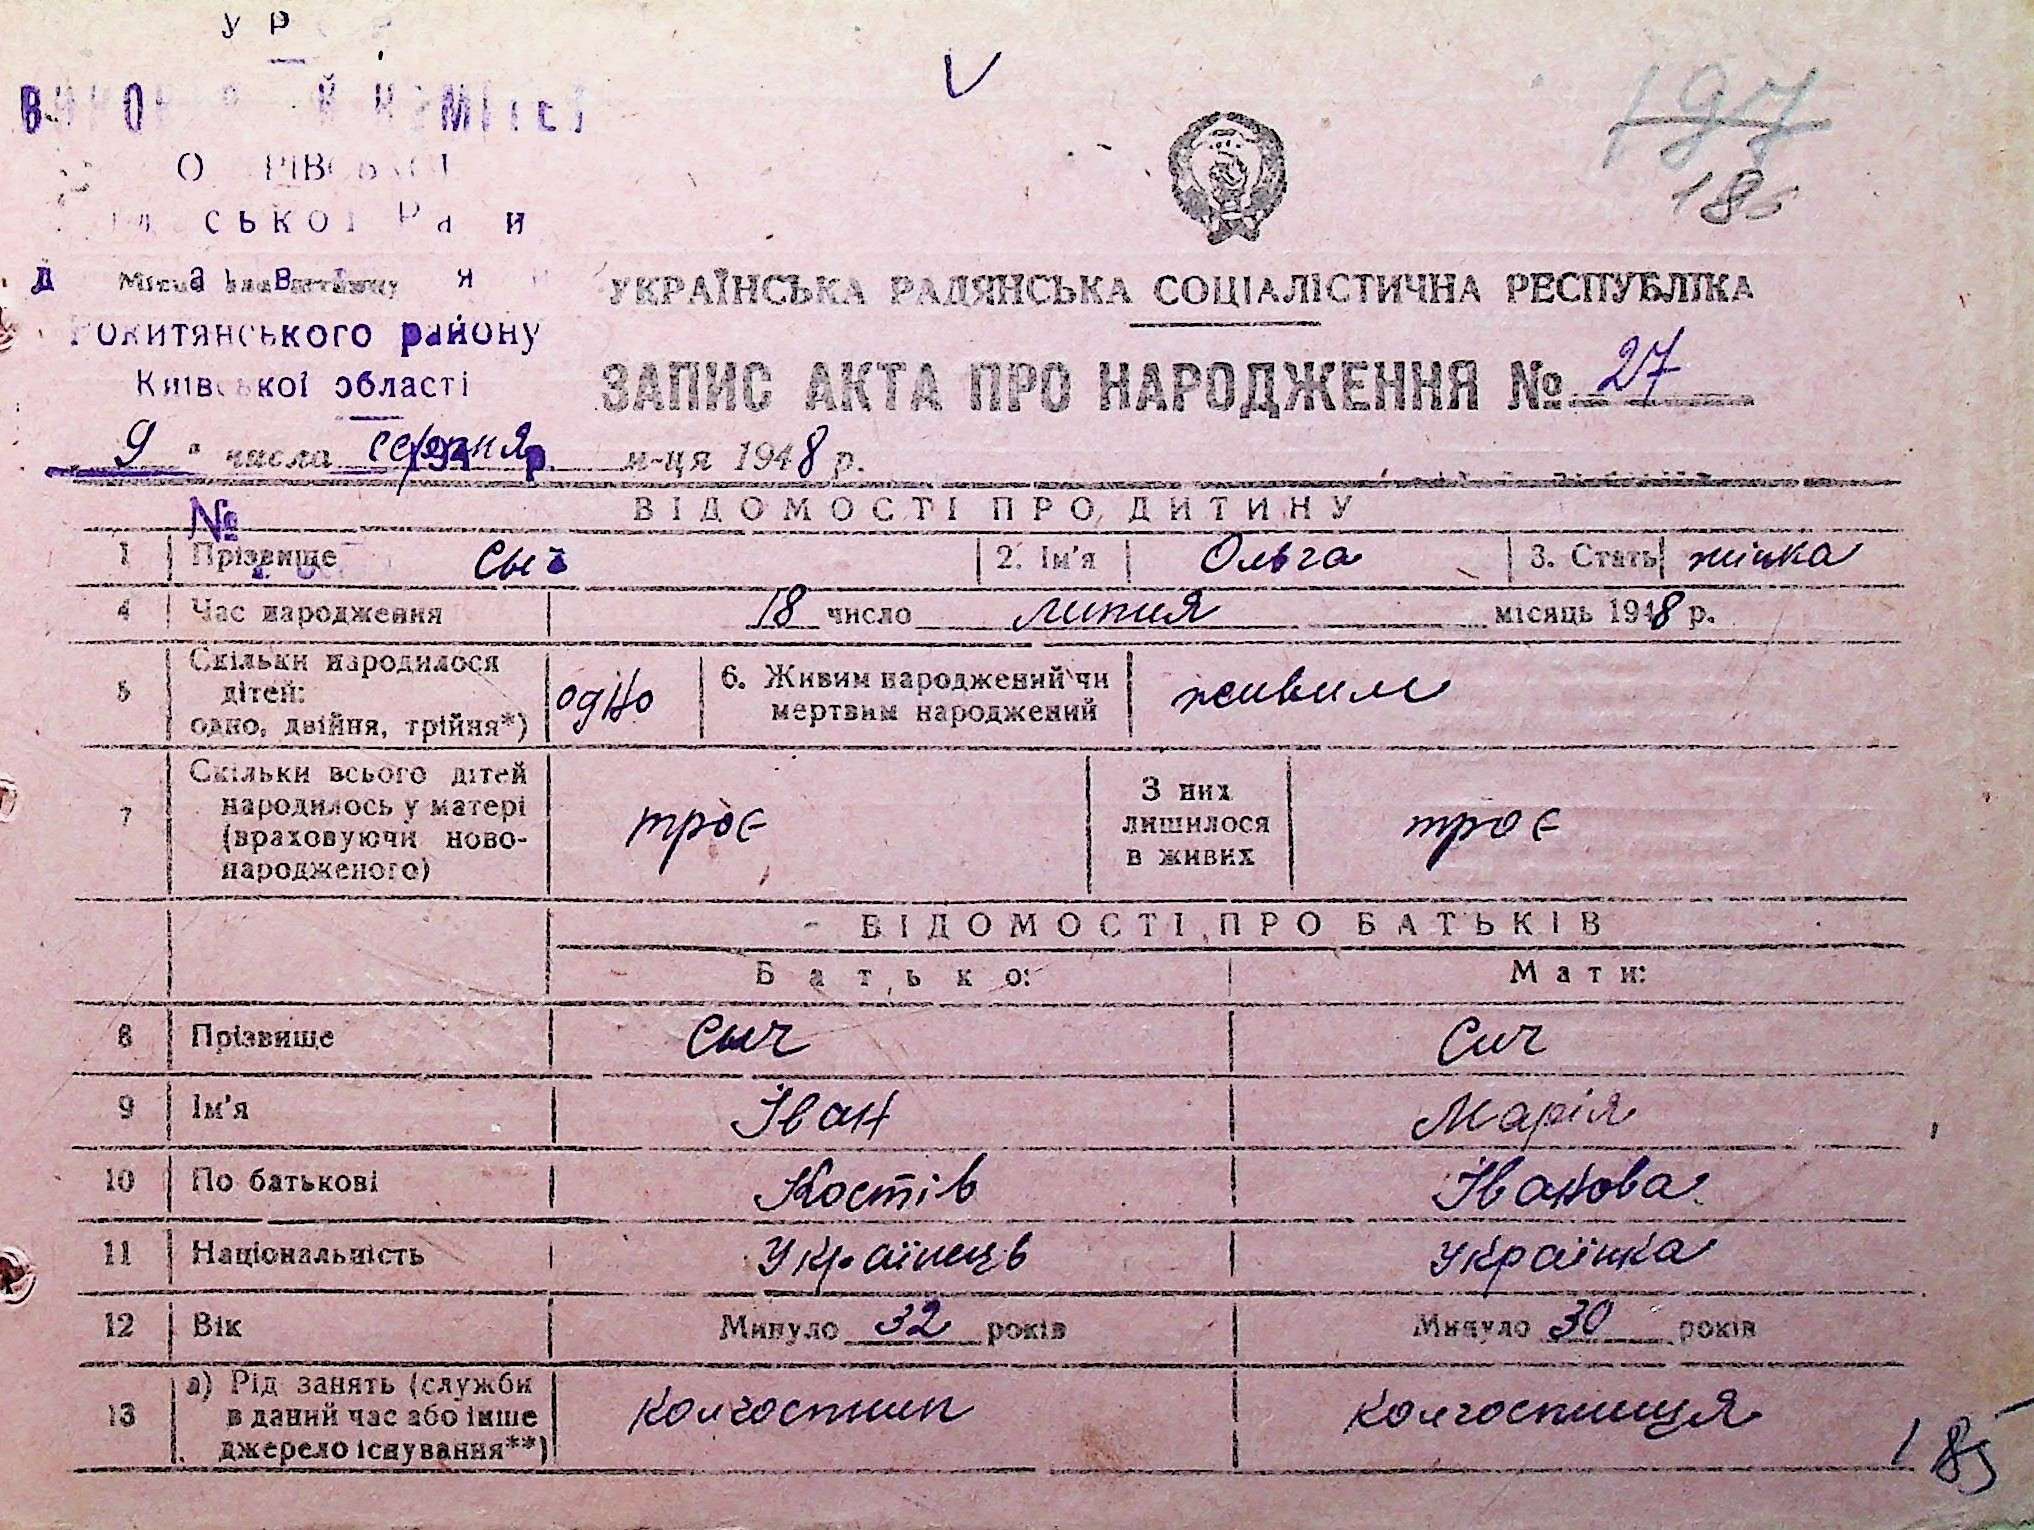 У Р
197
185
Рокитянського району
Київської області
УКРАЇНСЬКА РАДЯНСЬКА СОЦІАЛІСТИЧНА РЕСПУБЛІКА
ЗАПИС АКТА ПРО НАРОДЖЕННЯ № 27
9 " числа серпня м-ця 1948 р.
ВІДОМОСТІ ПРО ДИТИНУ
№
1 Прізвище 2. Ім'я Ольга 3. Стать жінка
4 Час народження 18 число липня місяць 1948 р.
Скільки народилося
5 дітей: одно 6. Живим народжений чи живим
одно, двійня, трійня*) мертвим народжений
Скільки всього дітей
7 народилось у матері троє З них лишилося в живих троє
(враховуючи ново-
народженого)
ВІДОМОСТІ ПРО БАТЬКІВ
Батько: Мати:
8 Прізвище Сыч Сич
9 Ім'я Іван Марія
10 По батькові Костів Іванова
11 Національність Українець Українка
12 Вік Минуло 32 років Минуло 30 років
а) Рід занять (служби
13 в даний час або інше колгоспник колгоспниця
джерело існування**)
185